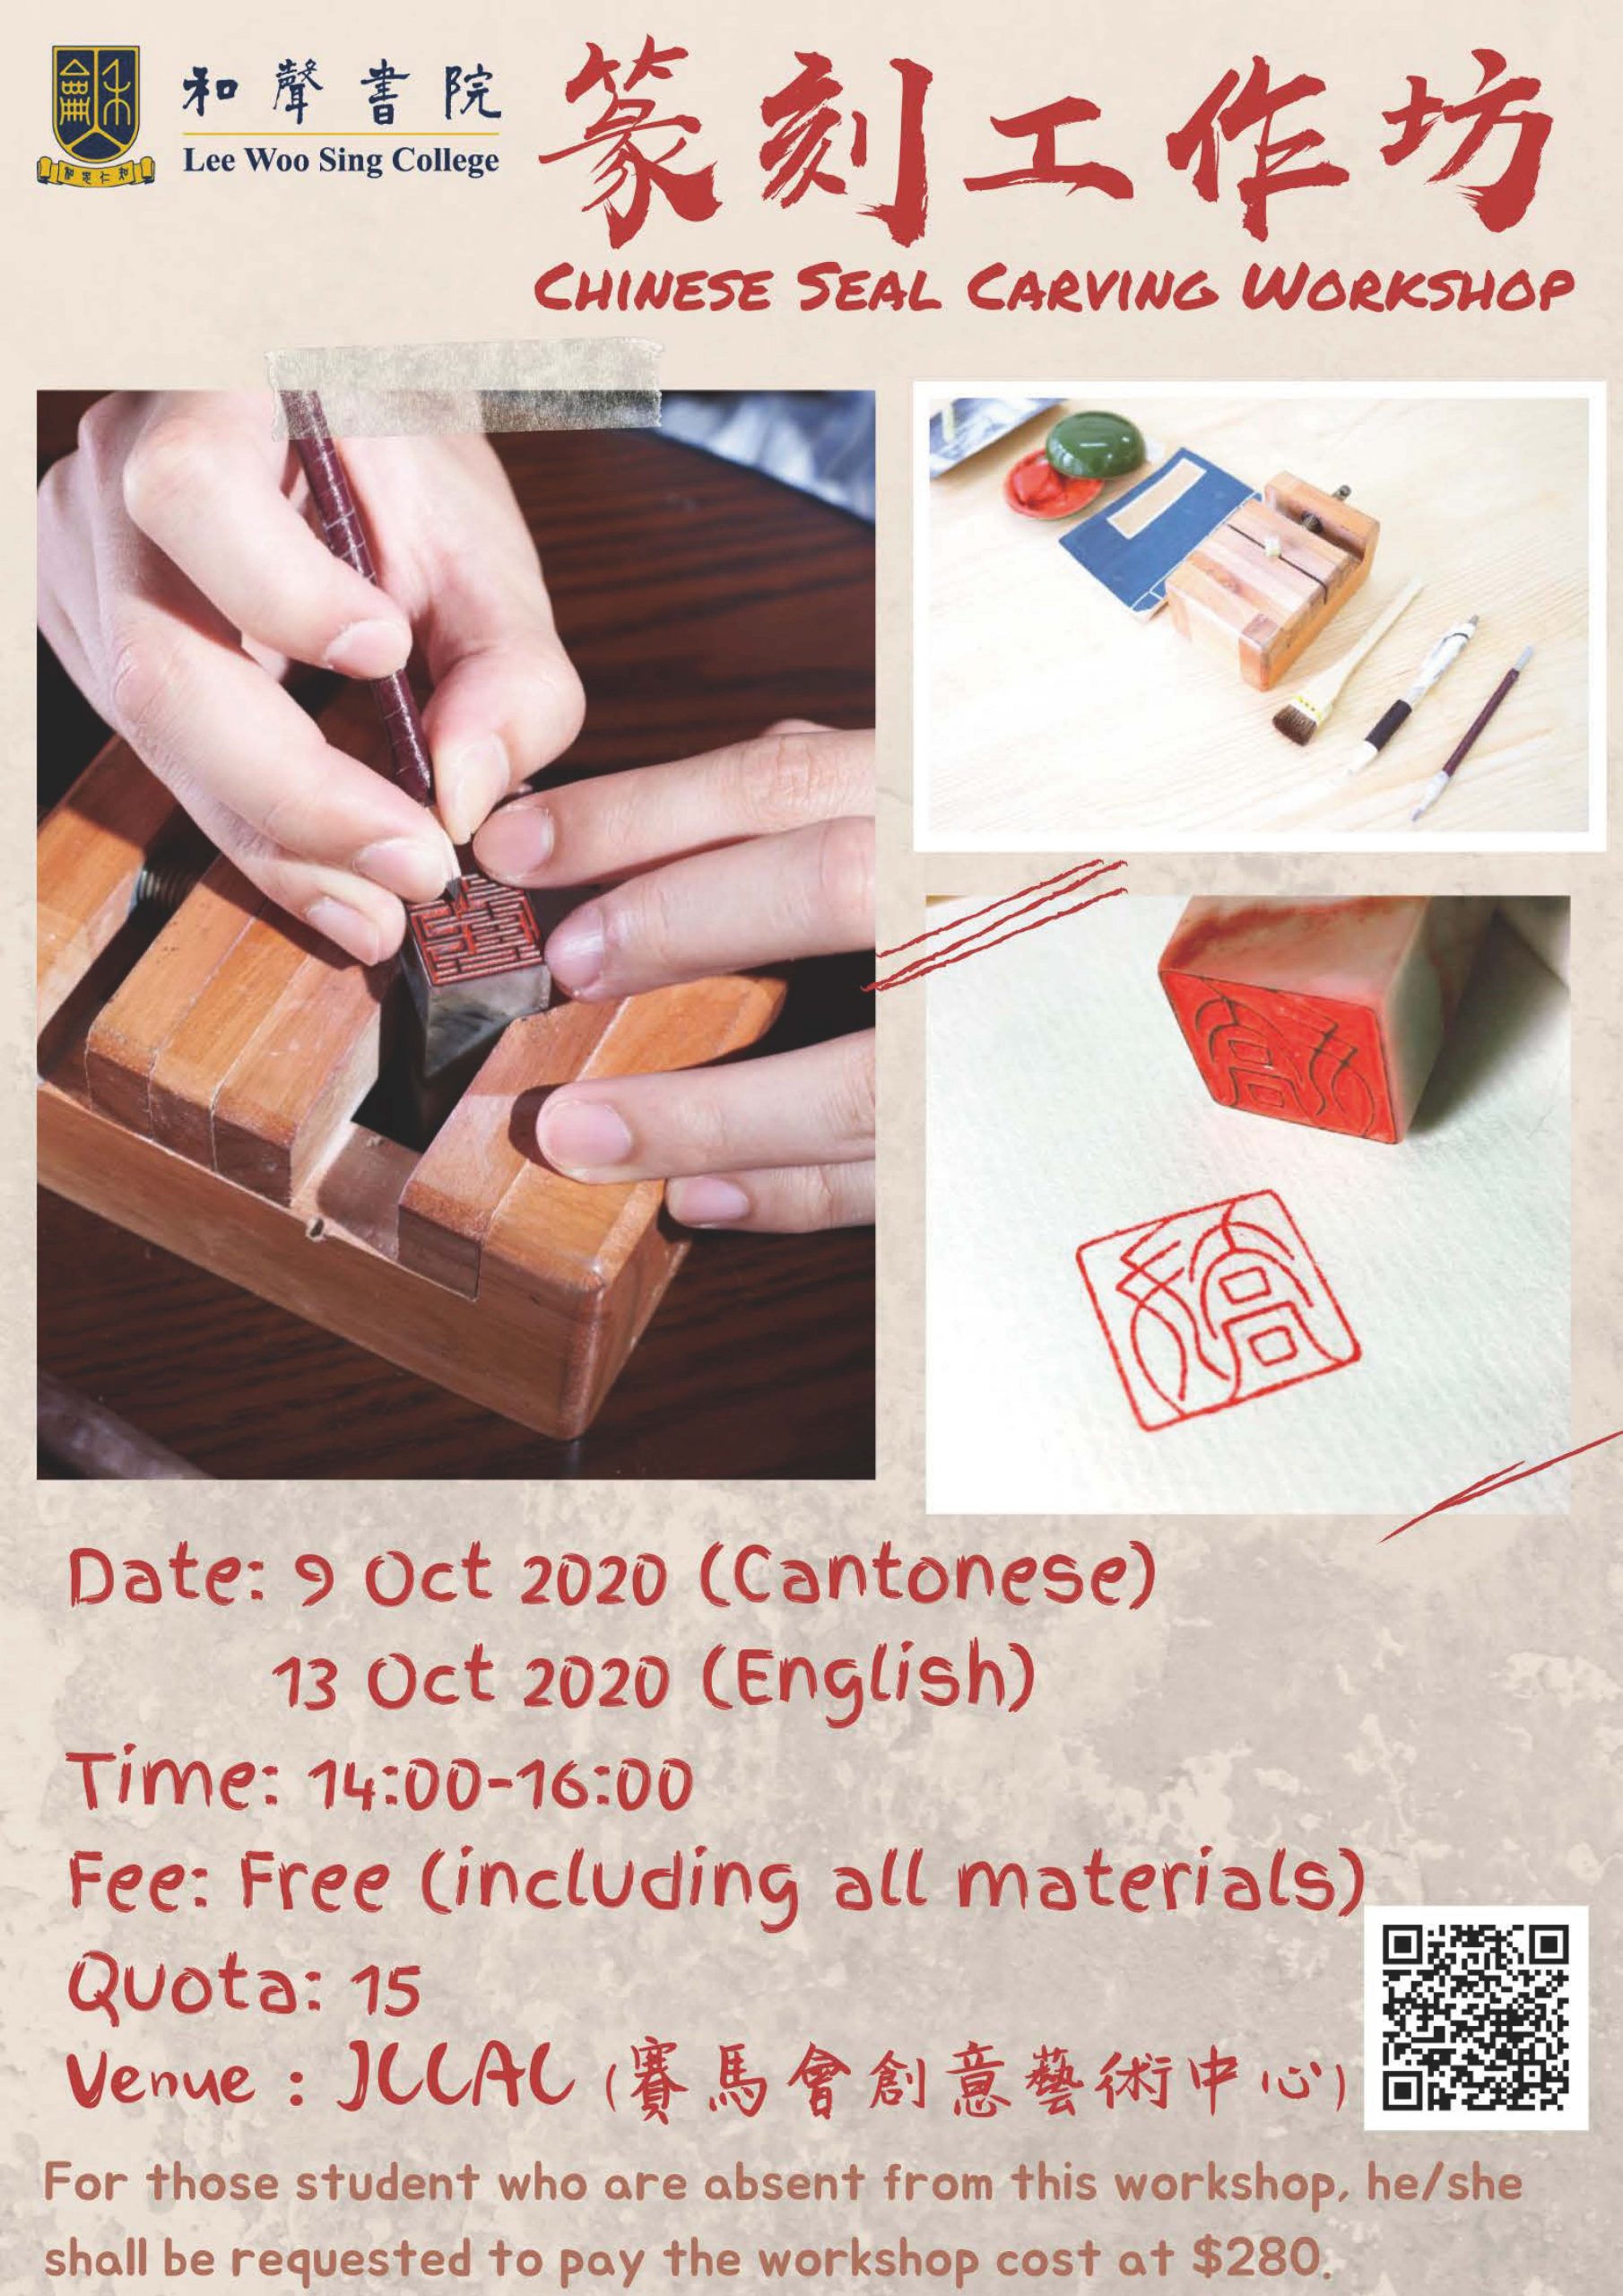 和聲書院
Lee Woo Sing College
篆刻工作坊
Chinese Seal Carving Workshop
Date: 9 Oct 2020 (Cantonese)
13 Oct 2020 (English)
Time: 14:00-16:00
Fee: Free (including all materials)
Quota: 15
Venue : JCCAC (賽馬會創意藝術中心)
For those student who are absent from this workshop, he/she
shall be requested to pay the workshop cost at $280.